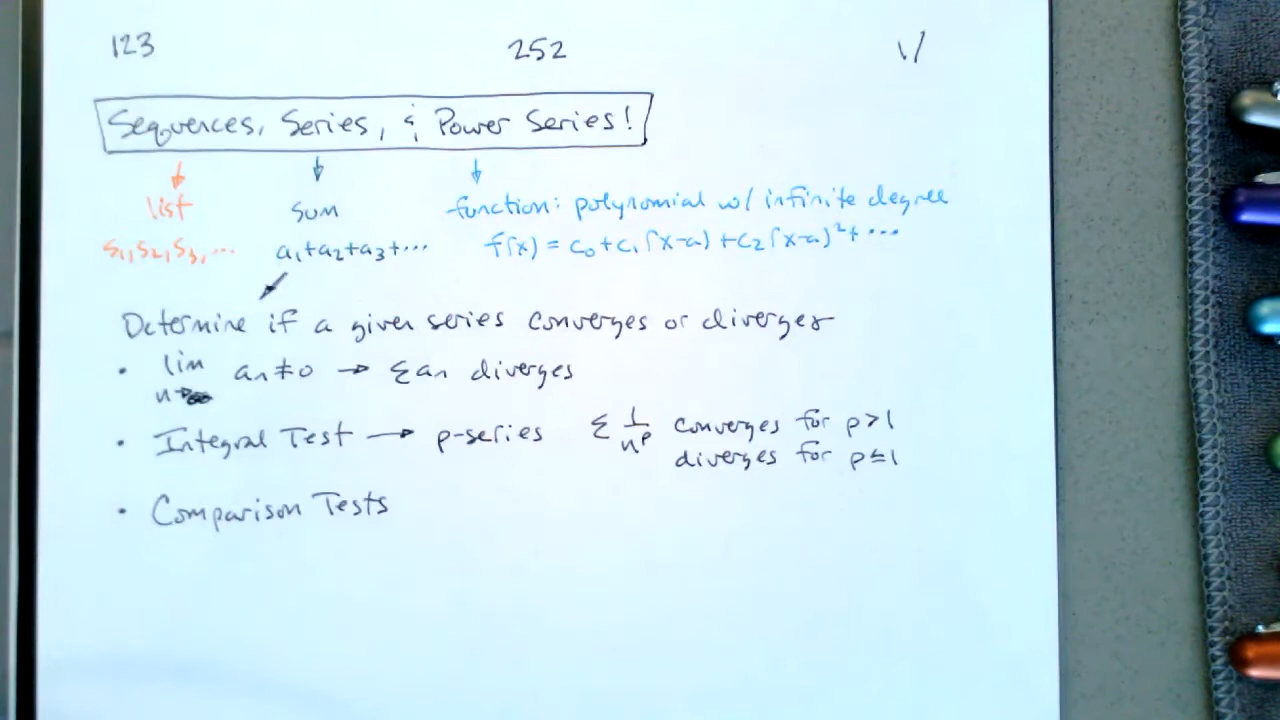 123 252 1/
Sequences, Series, & Power Series!
list sum function: polynomial w/ infinite degree
s₁, s₂, s₃, ... a₁+a₂+a₃+... f(x) = c₀+c₁(x-a)+c₂(x-a)²+...
Determine if a given series converges or diverges
• lim n→∞ aₙ≠0 → Σaₙ diverges
• Integral Test → p-series Σ 1/nᵖ converges for p>1
diverges for p≤1
• Comparison Tests